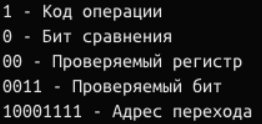 1 - Код операции
0 - Бит сравнения
00 - Проверяемый регистр
0011 - Проверяемый бит
10001111 - Адрес перехода